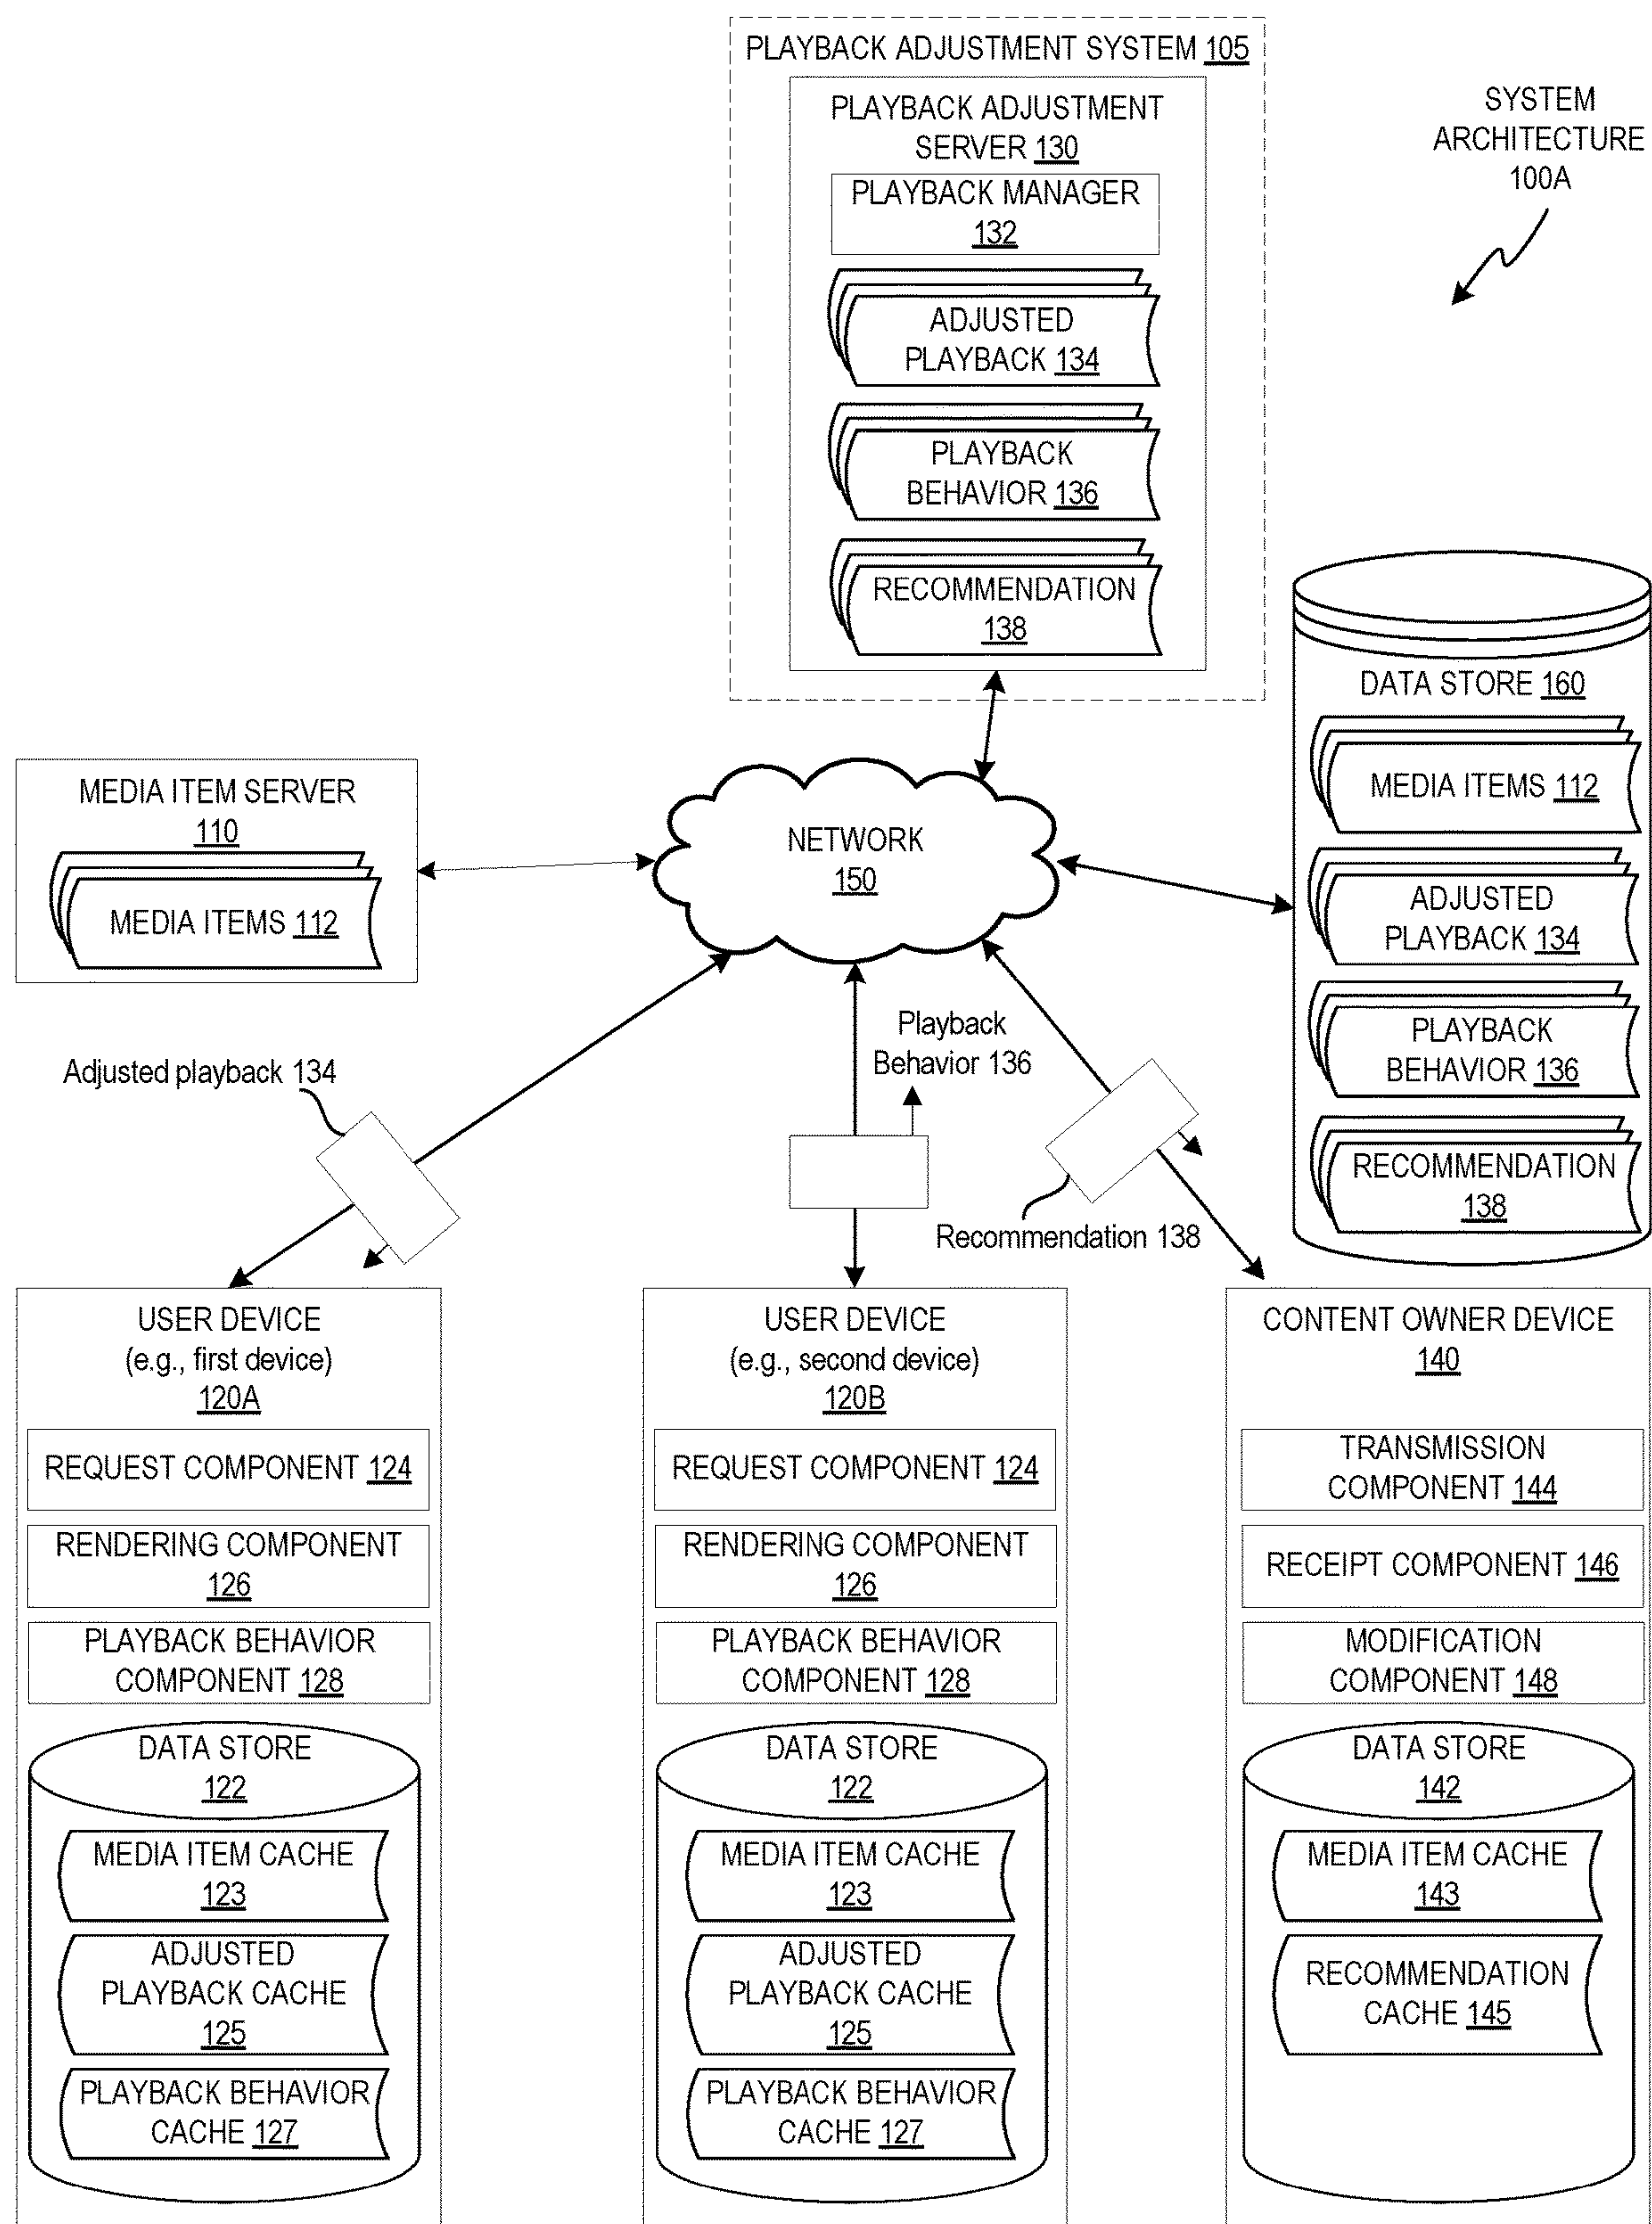 PLAYBACK ADJUSTMENT SYSTEM 105
PLAYBACK ADJUSTMENT
SERVER 130
PLAYBACK MANAGER
132
ADJUSTED
PLAYBACK 134
PLAYBACK
BEHAVIOR 136
RECOMMENDATION
138
SYSTEM
ARCHITECTURE
100A
DATA STORE 160
MEDIA ITEMS 112
ADJUSTED
PLAYBACK 134
PLAYBACK
BEHAVIOR 136
RECOMMENDATION
138
MEDIA ITEM SERVER
110
MEDIA ITEMS 112
NETWORK
150
Adjusted playback 134
Playback
Behavior 136
Recommendation 138
USER DEVICE
(e.g., first device)
120A
REQUEST COMPONENT 124
RENDERING COMPONENT
126
PLAYBACK BEHAVIOR
COMPONENT 128
DATA STORE
122
MEDIA ITEM CACHE
123
ADJUSTED
PLAYBACK CACHE
125
PLAYBACK BEHAVIOR
CACHE 127
USER DEVICE
(e.g., second device)
120B
REQUEST COMPONENT 124
RENDERING COMPONENT
126
PLAYBACK BEHAVIOR
COMPONENT 128
DATA STORE
122
MEDIA ITEM CACHE
123
ADJUSTED
PLAYBACK CACHE
125
PLAYBACK BEHAVIOR
CACHE 127
CONTENT OWNER DEVICE
140
TRANSMISSION
COMPONENT 144
RECEIPT COMPONENT 146
MODIFICATION
COMPONENT 148
DATA STORE
142
MEDIA ITEM CACHE
143
RECOMMENDATION
CACHE 145